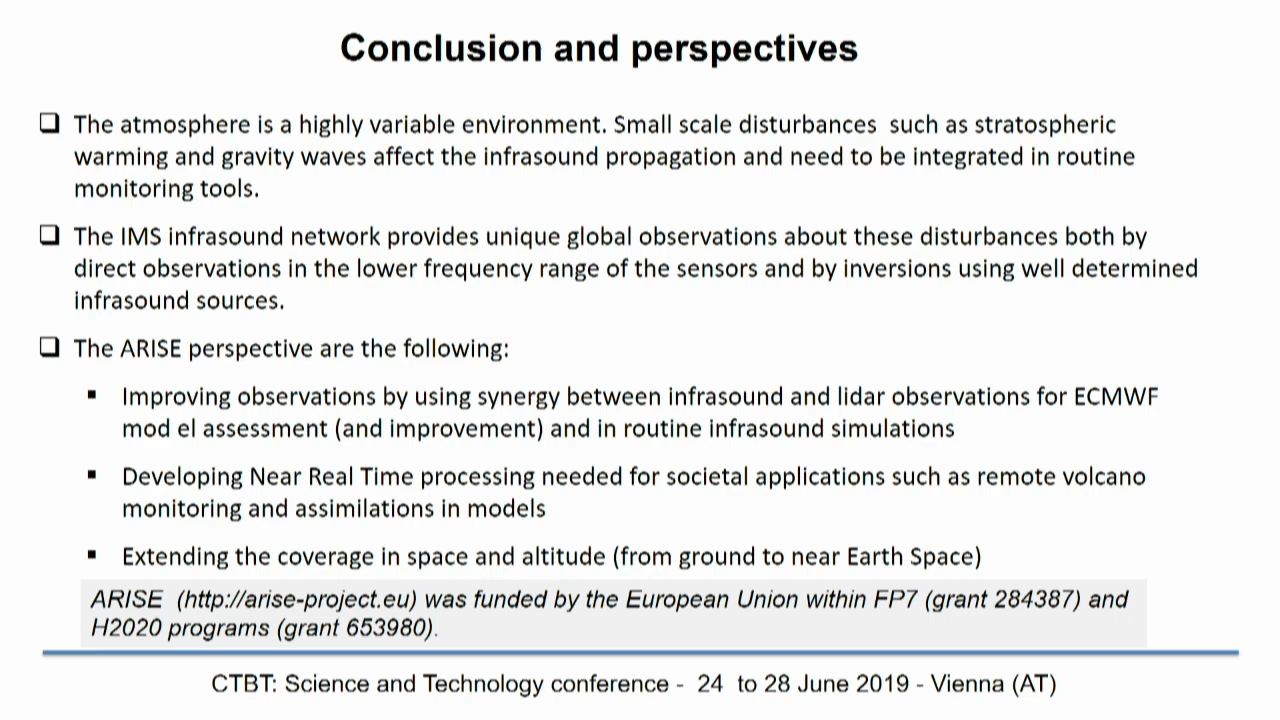 Conclusion and perspectives
❑ The atmosphere is a highly variable environment. Small scale disturbances  such as stratospheric
warming and gravity waves affect the infrasound propagation and need to be integrated in routine
monitoring tools.
❑ The IMS infrasound network provides unique global observations about these disturbances both by
direct observations in the lower frequency range of the sensors and by inversions using well determined
infrasound sources.
❑ The ARISE perspective are the following:
▪ Improving observations by using synergy between infrasound and lidar observations for ECMWF
mod el assessment (and improvement) and in routine infrasound simulations
▪ Developing Near Real Time processing needed for societal applications such as remote volcano
monitoring and assimilations in models
▪ Extending the coverage in space and altitude (from ground to near Earth Space)
ARISE  (http://arise-project.eu) was funded by the European Union within FP7 (grant 284387) and
H2020 programs (grant 653980).
CTBT: Science and Technology conference -  24  to 28 June 2019 - Vienna (AT)